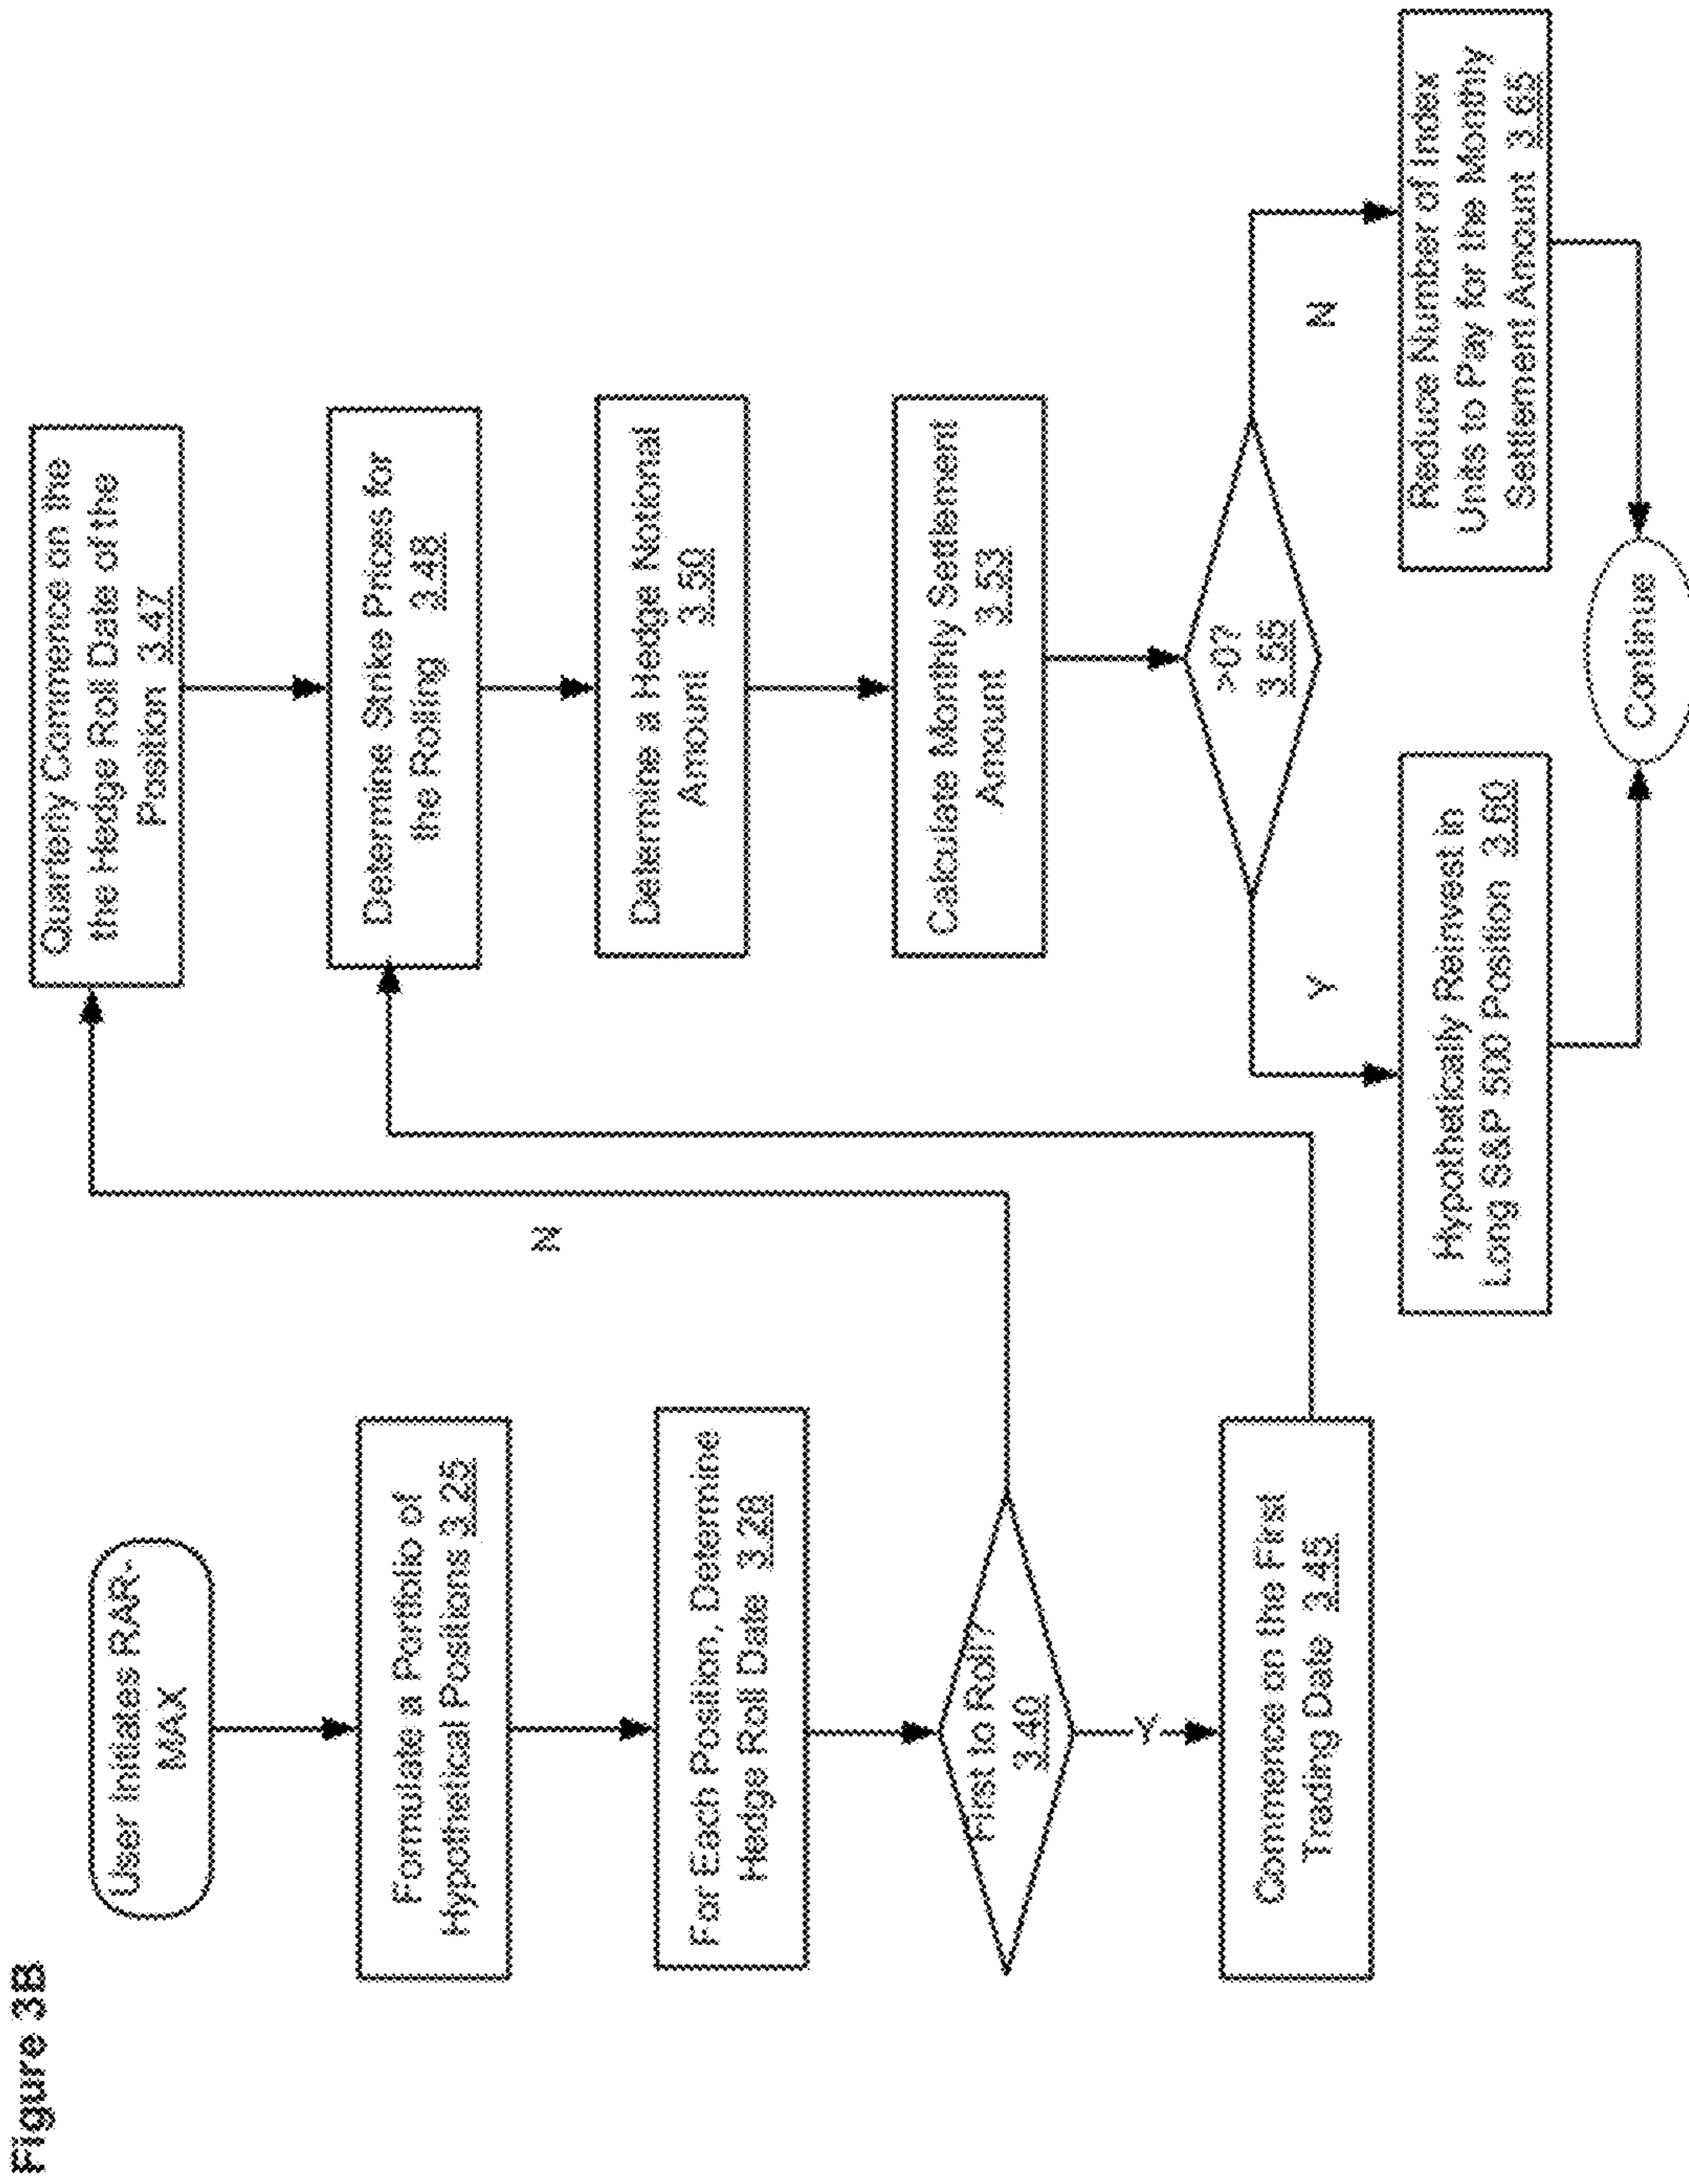 Figure 3B
User Initiates RAR-
MAX
Formulate a Portfolio of
Hypothetical Positions 3.25
For Each Position, Determine
Hedge Roll Date 3.28
First to Roll?
3.40
Y
N
Commence on the First
Trading Date 3.45
Quarterly Commence on the
the Hedge Roll Date of the
Position 3.47
Determine Strike Prices for
the Rolling 3.48
Determine a Hedge Notional
Amount 3.50
Calculate Monthly Settlement
Amount 3.53
>0?
3.55
Y
N
Hypothetically Reinvest in
Long S&P 500 Position 3.60
Reduce Number of Index
Units to Pay for the Monthly
Settlement Amount 3.65
Continue